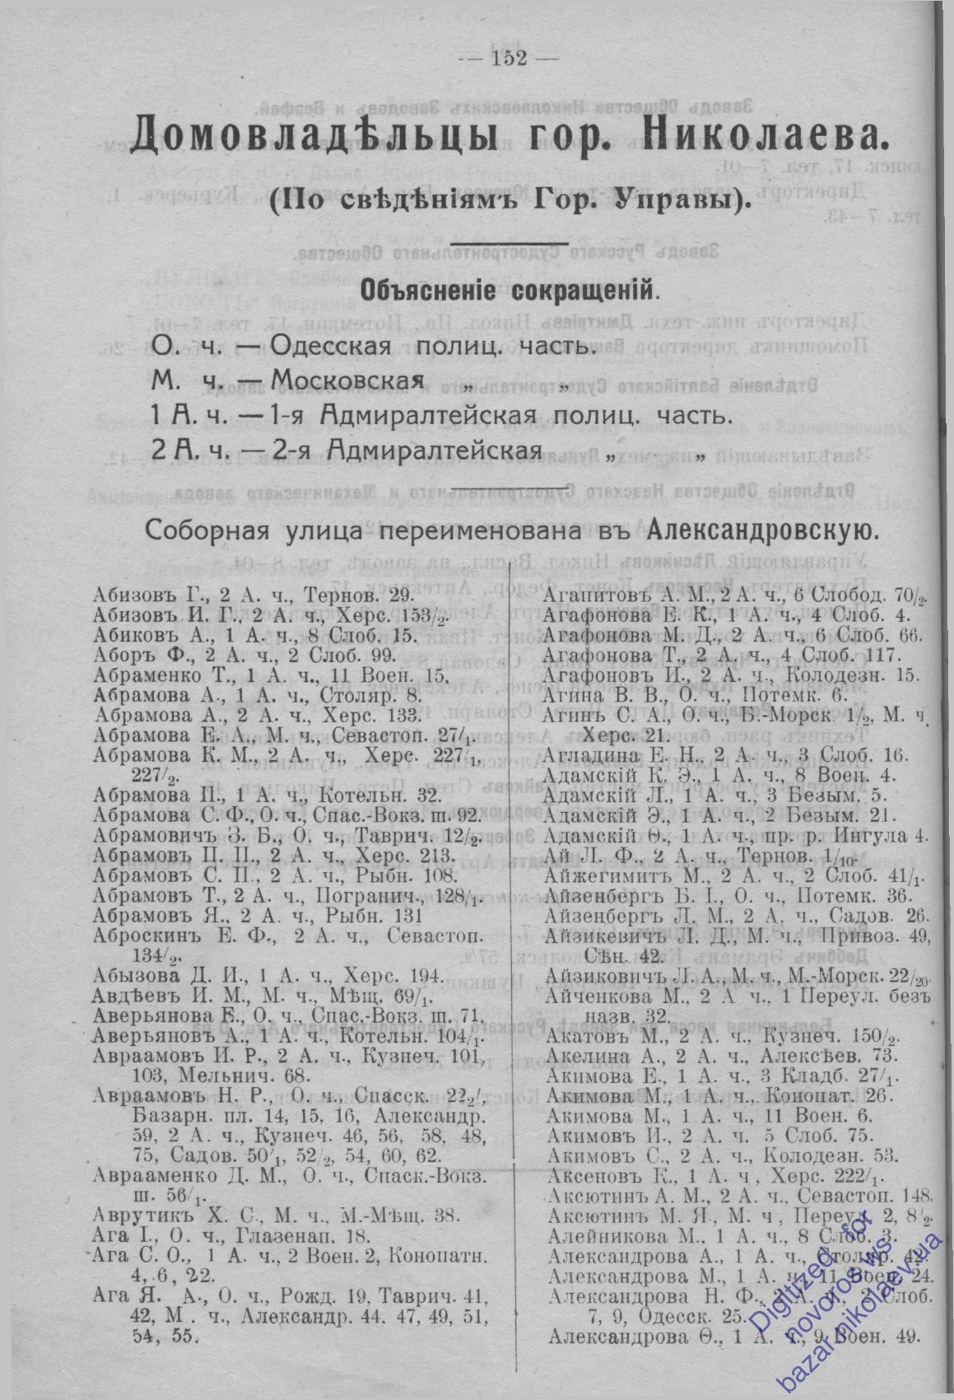 — 152 —
Домовладѣльцы гор. Николаева.
(По свѣдѣніямъ Гор. Управы).
Объясненіе сокращеній.
О. ч. — Одесская полиц. часть.
М. ч. — Московская „ „
1 А. ч. — 1-я Адмиралтейская полиц. часть.
2 А. ч. — 2-я Адмиралтейская „ „
Соборная улица переименована въ Александровскую.
Абизовъ Г., 2 А. ч., Тернов. 29.
Абизовъ И. Г., 2 А. ч., Херс. 153/2.
Абиковъ А., 1 А. ч., 8 Слоб. 15.
Аборъ Ф., 2 А. ч., 2 Слоб. 99.
Абраменко Т., 1 А. ч., 11 Воен. 15.
Абрамова А., 1 А. ч., Столяр. 8.
Абрамова А., 2 А. ч., Херс. 133.
Абрамова Е. А., М. ч., Севастоп. 27/1.
Абрамова К. М., 2 А. ч., Херс. 227/1,
227/2.
Абрамова П., 1 А. ч., Котельн. 32.
Абрамова С. Ф., О. ч., Спас.-Вокз. ш. 92.
Абрамовичъ З. Б., О. ч., Таврич. 12/2.
Абрамовъ П. П., 2 А. ч., Херс. 213.
Абрамовъ С. П., 2 А. ч., Рыбн. 108.
Абрамовъ Т., 2 А. ч., Погранич., 128/1.
Абрамовъ Я., 2 А. ч., Рыбн. 131
Аброскинъ Е. Ф., 2 А. ч., Севастоп.
134/2.
Абызова Д. И., 1 А. ч., Херс. 194.
Авдѣевъ И. М., М. ч., Мѣщ. 69/1.
Аверьянова Е., О. ч., Спас.-Вокз. ш. 71,
Аверьяновъ А., 1 А. ч., Котельн. 104/1.
Авраамовъ И. Р., 2 А. ч., Кузнеч. 101,
103, Мельнич. 68.
Авраамовъ Н. Р., О. ч., Спасск. 22/2,
Базарн. пл. 14, 15, 16, Александр.
59, 2 А. ч., Кузнеч. 46, 56, 58, 48,
75, Садов. 50/1, 52/2, 54, 60, 62.
Авраменко Д. М., О. ч., Спаск.-Вокз.
ш. 56/1.
Аврутикъ Х. С., М. ч., М.-Мѣщ. 38.
Ага І., О. ч., Глазенап. 18.
Ага С. О., 1 А. ч., 2 Воен. 2, Конопатн.
4, 6, 22.
Ага Я. А., О. ч., Рожд. 19, Таврич. 41,
42, М. ч., Александр. 44. 47, 49, 51,
54, 55.
Агапитовъ А. М., 2 А. ч., 6 Слобод. 70/2.
Агафонова Е. К., 1 А. ч., 4 Слоб. 4.
Агафонова М. Д., 2 А. ч., 6 Слоб. 66.
Агафонова Т., 2 А. ч., 4 Слоб. 117.
Агафоновъ И., 2 А. ч., Колодезн. 15.
Агина В. В., О. ч., Потемк. 6.
Агинъ С. А., О. ч., Б.-Морск. 1/2, М. ч.
Херс. 21.
Агладина Е. Н., 2 А. ч., 3 Слоб. 16.
Адамскій К. Э., 1 А. ч., 8 Воен. 4.
Адамскій Л., 1 А. ч., 3 Безым. 5.
Адамскій Э., 1 А. ч., 2 Безым. 21.
Адамскій Ѳ., 1 А. ч., пр. р. Ингула 4.
Ай Л. Ф., 2 А. ч., Тернов. 1/10.
Айжегимитъ М., 2 А. ч., 2 Слоб. 41/1.
Айзенбергъ Б. І., О. ч., Потемк. 36.
Айзенбергъ Л. М., 2 А. ч., Садов. 26.
Айзикевичъ Л. Д., М. ч., Привоз. 49,
Сѣн. 42.
Айзиковичъ Л. А., М. ч., М.-Морск. 22/20.
Айченкова М., 2 А ч., 1 Переул. безъ
назв. 32.
Акатовъ М., 2 А. ч., Кузнеч. 150/2.
Акелина А., 2 А. ч., Алексѣев. 73.
Акимова Е., 1 А. ч., 3 Кладб. 27/1.
Акимова М., 1 А. ч., Конопат. 26.
Акимова М., 1 А. ч., 11 Воен. 6.
Акимовъ И., 2 А. ч. 5 Слоб. 75.
Акимовъ С., 2 А. ч., Колодезн. 53.
Аксеповъ К., 1 А. ч, Херс. 222/1.
Аксютинъ А. М., 2 А. ч., Севастоп. 148.
Аксютинъ М. Я., М. ч, Переул. 2, 8/2.
Алейникова М., 1 А. ч., 8 Слоб. 3.
Александрова А., 1 А. ч., Столяр. 42.
Александрова М., 1 А. ч., 11 Воен. 24.
Александрова Н. Ф., 2 А. ч., 2 Слоб.
7, 9, Одесск. 25.
Александрова Ѳ., 1 А. ч., 9 Воен. 49.
Digitized for
novoros.ws
bazar.nikolaev.ua